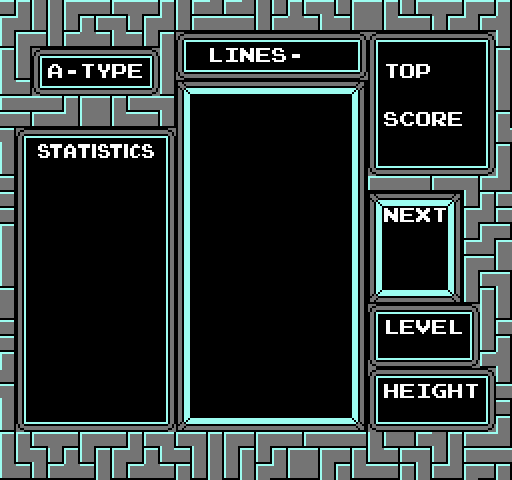 LINES-
A-TYPE
TOP
SCORE
STATISTICS
NEXT
LEVEL
HEIGHT